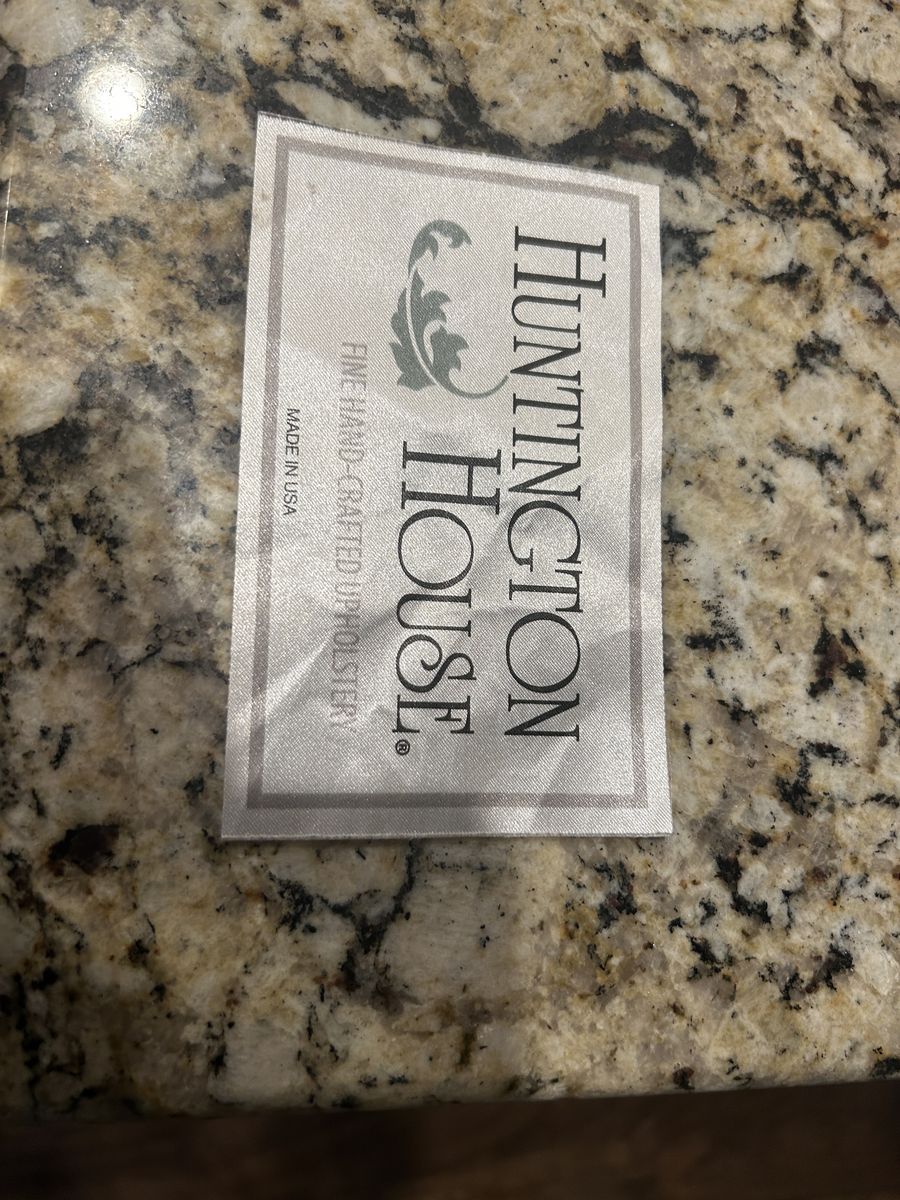 HUNTINGTON
HOUSE®
FINE HAND-CRAFTED UPHOLSTERY
MADE IN USA